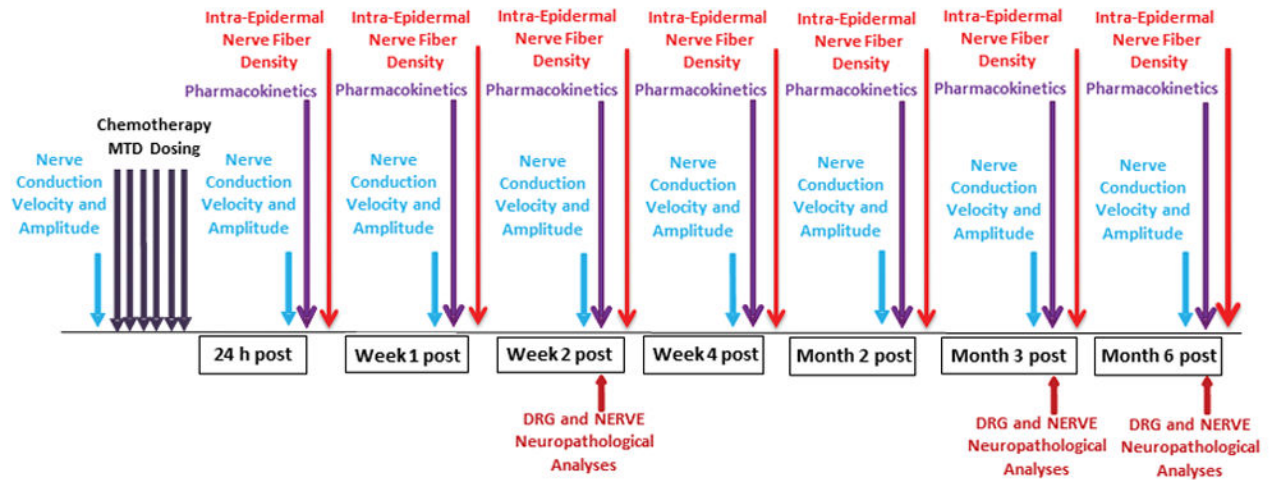 Intra-Epidermal
Nerve Fiber
Density
Intra-Epidermal
Nerve Fiber
Density
Intra-Epidermal
Nerve Fiber
Density
Intra-Epidermal
Nerve Fiber
Density
Intra-Epidermal
Nerve Fiber
Density
Intra-Epidermal
Nerve Fiber
Density
Intra-Epidermal
Nerve Fiber
Density
Pharmacokinetics
Pharmacokinetics
Pharmacokinetics
Pharmacokinetics
Pharmacokinetics
Pharmacokinetics
Pharmacokinetics
Chemotherapy
MTD Dosing
Nerve
Conduction
Velocity and
Amplitude
Nerve
Conduction
Velocity and
Amplitude
Nerve
Conduction
Velocity and
Amplitude
Nerve
Conduction
Velocity and
Amplitude
Nerve
Conduction
Velocity and
Amplitude
Nerve
Conduction
Velocity and
Amplitude
Nerve
Conduction
Velocity and
Amplitude
Nerve
Conduction
Velocity and
Amplitude
24 h post
Week 1 post
Week 2 post
Week 4 post
Month 2 post
Month 3 post
Month 6 post
DRG and NERVE
Neuropathological
Analyses
DRG and NERVE
Neuropathological
Analyses
DRG and NERVE
Neuropathological
Analyses